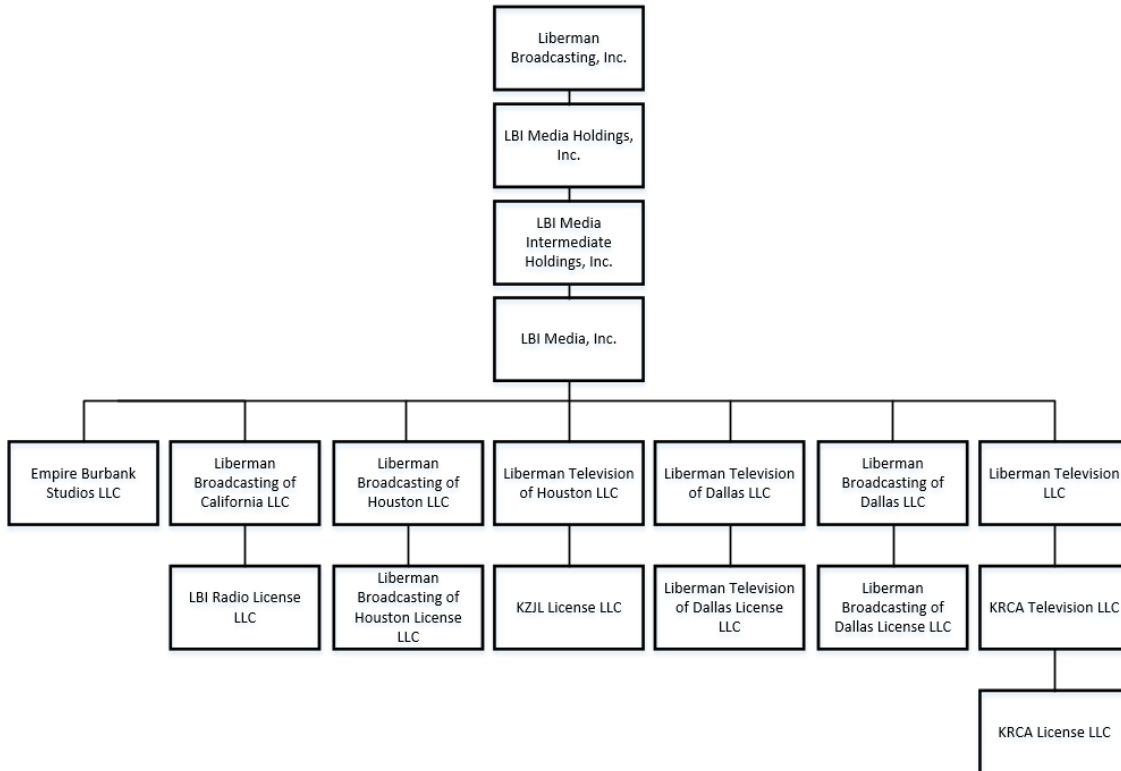 Liberman
Broadcasting, Inc.
LBI Media Holdings,
Inc.
LBI Media
Intermediate
Holdings, Inc.
LBI Media, Inc.
Empire Burbank
Studios LLC
Liberman
Broadcasting of
California LLC
Liberman
Broadcasting of
Houston LLC
Liberman Television
of Houston LLC
Liberman Television
of Dallas LLC
Liberman
Broadcasting of
Dallas LLC
Liberman Television
LLC
LBI Radio License
LLC
Liberman
Broadcasting of
Houston License
LLC
KZJL License LLC
Liberman Television
of Dallas License
LLC
Liberman
Broadcasting of
Dallas License LLC
KRCA Television LLC
KRCA License LLC